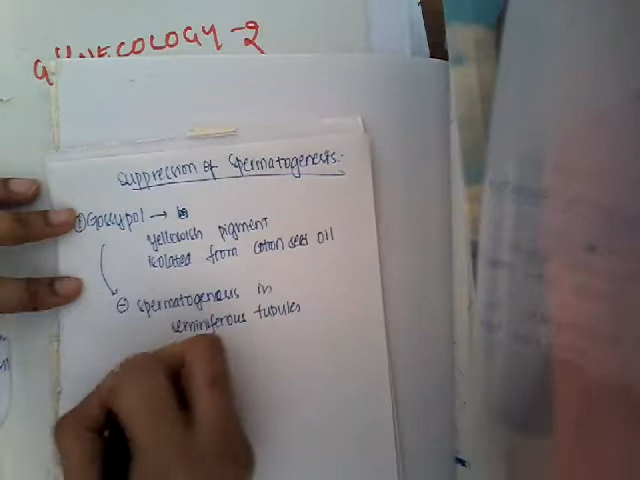 GYNECOLOGY-2
Suppression of Spermatogenesis:
① Gossypol →
yellowish pigment
isolated from cotton seed oil
⊖ spermatogenesis in
seminiferous tubules